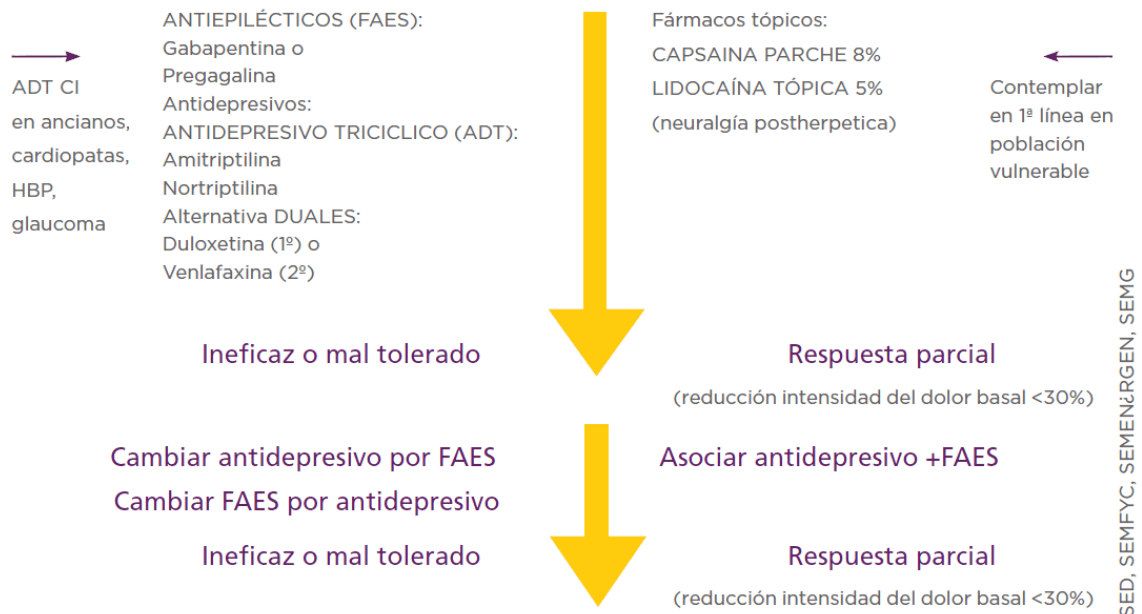 ANTIEPILÉCTICOS (FAES):
Gabapentina o
Pregagalina
Antidepresivos:
ANTIDEPRESIVO TRICICLICO (ADT):
Amitriptilina
Nortriptilina
Alternativa DUALES:
Duloxetina (1º) o
Venlafaxina (2º)
ADT CI
en ancianos,
cardiopatas,
HBP,
glaucoma
Fármacos tópicos:
CAPSAINA PARCHE 8%
LIDOCAÍNA TÓPICA 5%
(neuralgía postherpetica)
Contemplar
en 1ª línea en
población
vulnerable
Ineficaz o mal tolerado
Respuesta parcial
(reducción intensidad del dolor basal <30%)
Cambiar antidepresivo por FAES
Cambiar FAES por antidepresivo
Asociar antidepresivo +FAES
Ineficaz o mal tolerado
Respuesta parcial
(reducción intensidad del dolor basal <30%)
SED, SEMFYC, SEMEN¿RGEN, SEMG